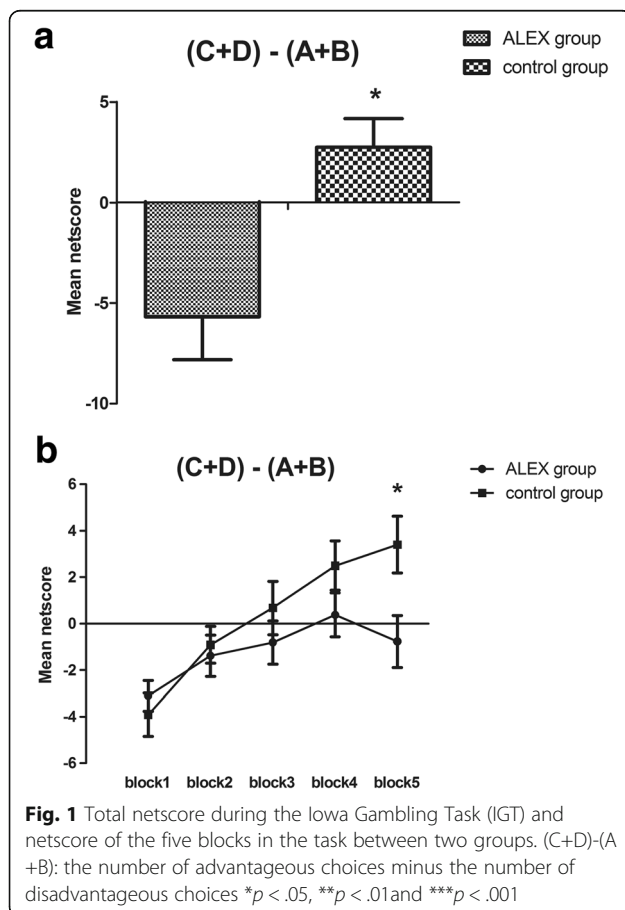 a
(C+D) - (A+B)
ALEX group
control group
*
Mean netscore
5
0
-5
-10
b
(C+D) - (A+B)
ALEX group
control group
*
Mean netscore
6
4
2
0
-2
-4
-6
block1 block2 block3 block4 block5
Fig. 1 Total netscore during the Iowa Gambling Task (IGT) and
netscore of the five blocks in the task between two groups. (C+D)-(A
+B): the number of advantageous choices minus the number of
disadvantageous choices *p < .05, **p < .01and ***p < .001